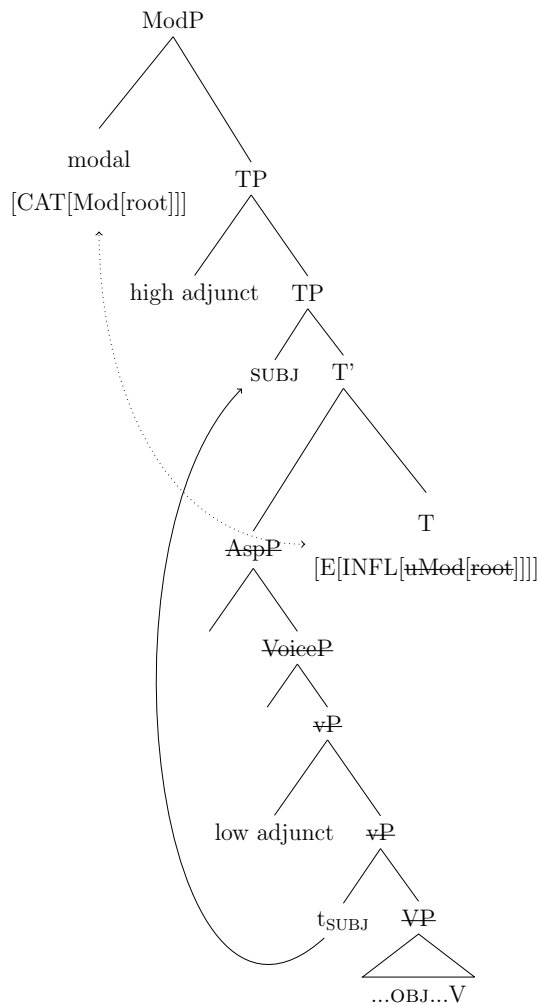 ModP
modal
[CAT[Mod[root]]]
TP
high adjunct
TP
SUBJ
T'
T
AspP
[E[INFL[uMod[root]]]]
VoiceP
vP
low adjunct
vP
tSUBJ
VP
...OBJ...V